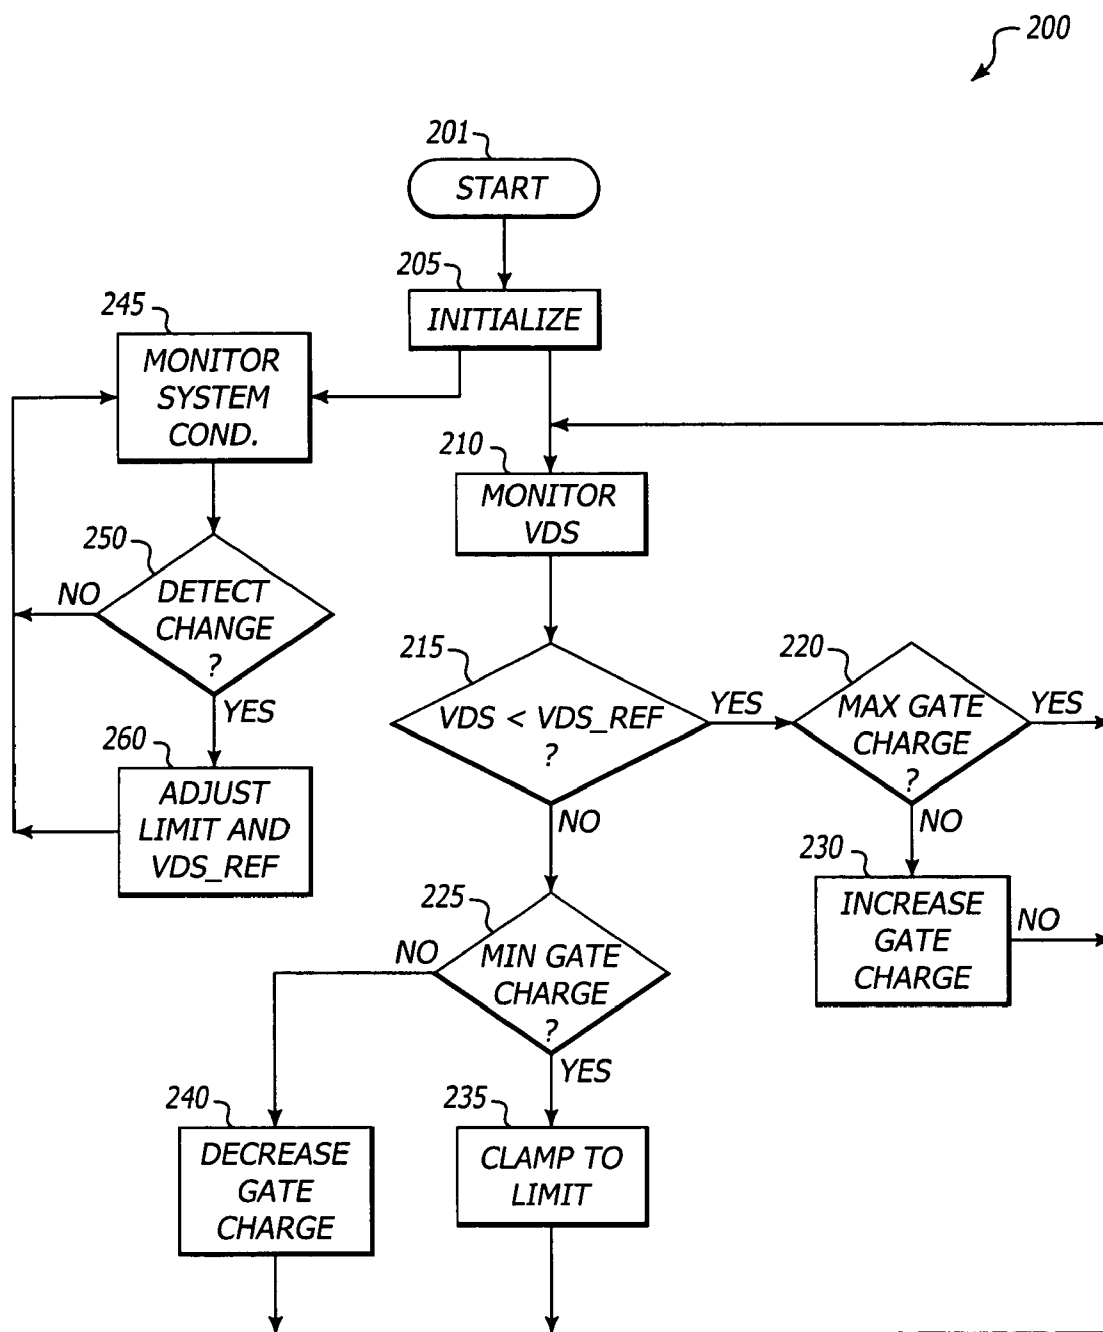 200
201
START
205
INITIALIZE
245
MONITOR
SYSTEM
COND.
210
MONITOR
VDS
250
NO
DETECT
CHANGE
?
YES
215
VDS < VDS_REF
?
YES
NO
220
MAX GATE
CHARGE
?
YES
NO
260
ADJUST
LIMIT AND
VDS_REF
230
INCREASE
GATE
CHARGE
NO
225
NO
MIN GATE
CHARGE
?
YES
240
DECREASE
GATE
CHARGE
235
CLAMP TO
LIMIT